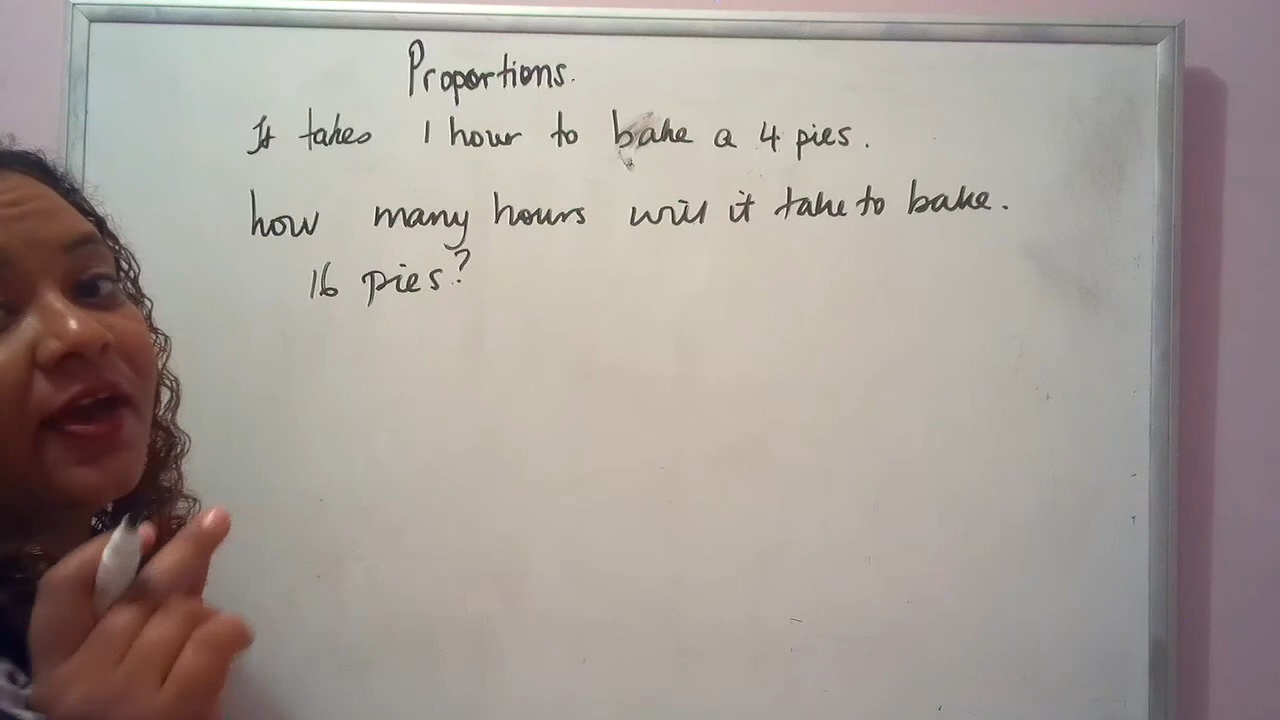 Proportions.
It takes 1 hour to bake a 4 pies.
how many hours will it take to bake.
16 pies?